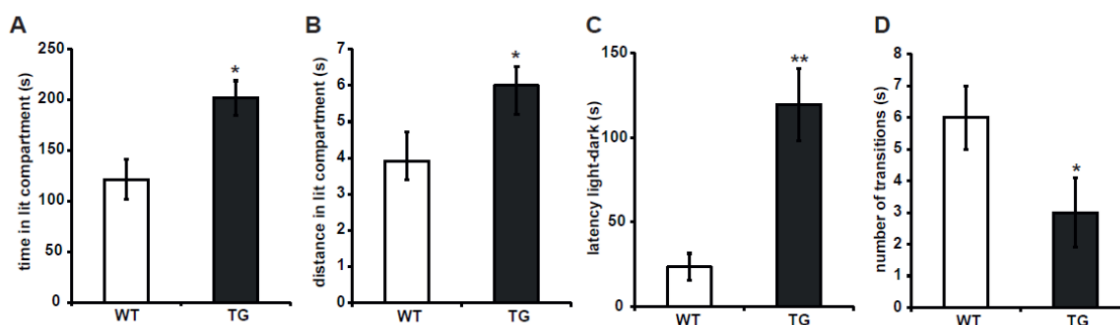 A
time in lit compartment (s)
250
200
150
100
50
0
*
WT
TG
B
distance in lit compartment (s)
7
6
5
4
3
2
1
0
*
WT
TG
C
latency light-dark (s)
150
100
50
0
**
WT
TG
D
number of transitions (s)
8
7
6
5
4
3
2
1
0
*
WT
TG